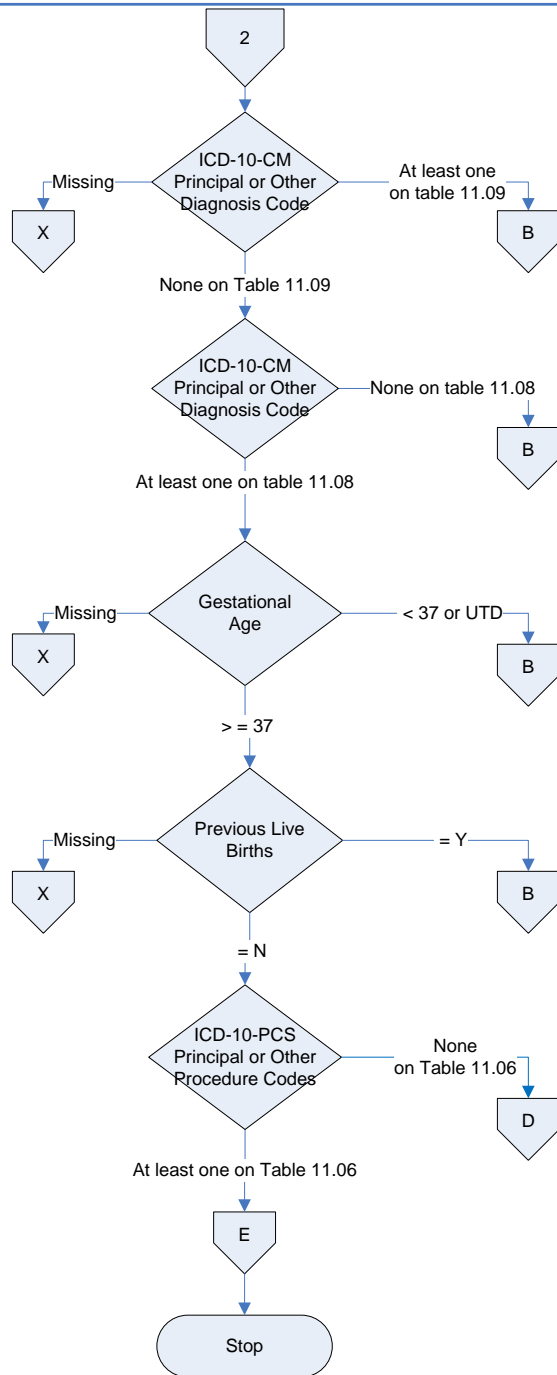 2
ICD-10-CM
Principal or Other
Diagnosis Code
Missing
At least one
on table 11.09
X
B
None on Table 11.09
ICD-10-CM
Principal or Other
Diagnosis Code
None on table 11.08
B
At least one on table 11.08
Gestational
Age
Missing
< 37 or UTD
X
B
> = 37
Previous Live
Births
Missing
= Y
X
B
= N
ICD-10-PCS
Principal or Other
Procedure Codes
None
on Table 11.06
D
At least one on Table 11.06
E
Stop